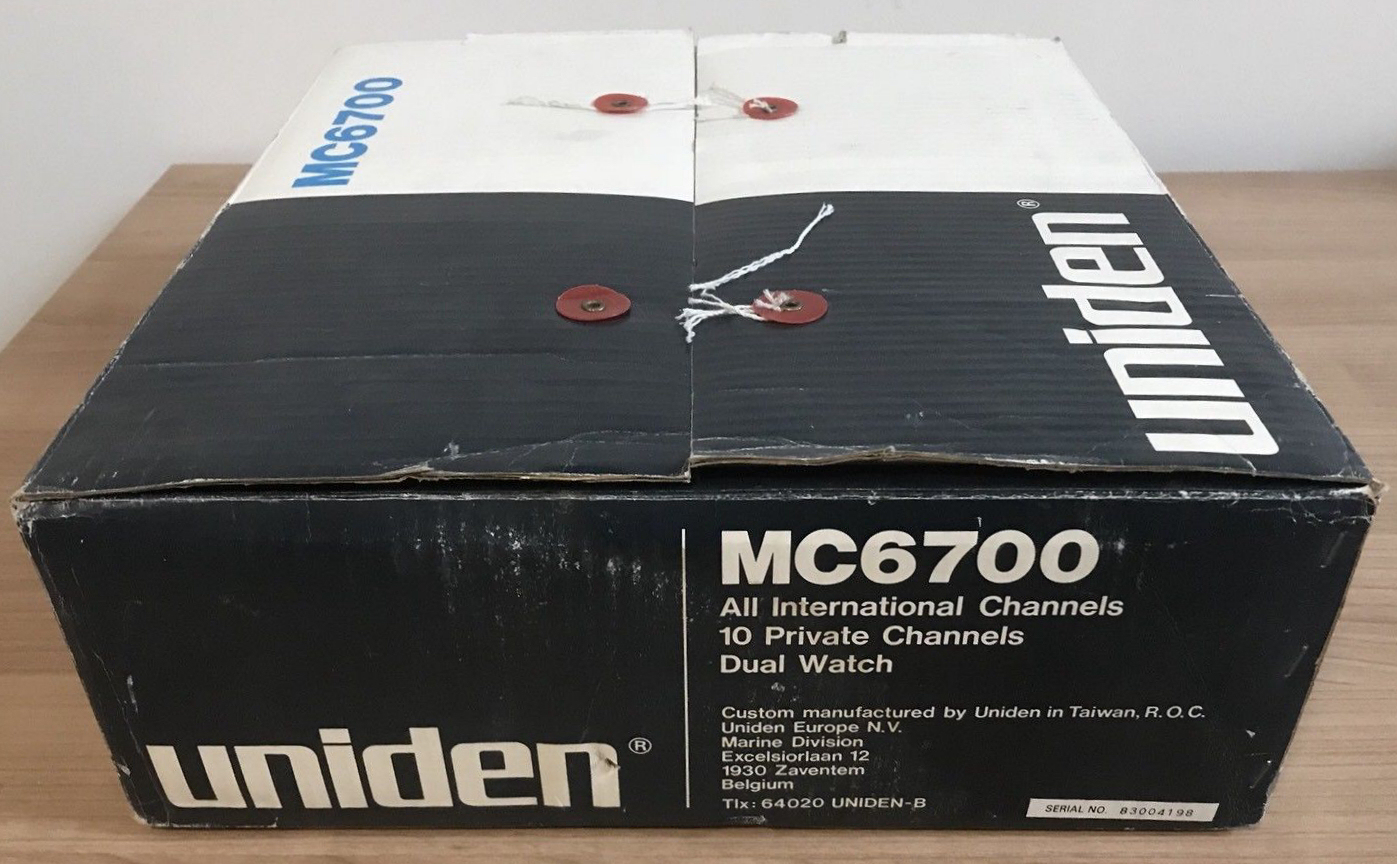 MC6700
uniden®
MC6700
All International Channels
10 Private Channels
Dual Watch
Custom manufactured by Uniden in Taiwan, R.O.C.
Uniden Europe N.V.
Marine Division
Excelsiorlaan 12
1930 Zaventem
Belgium
Tlx: 64020 UNIDEN-B
uniden®
SERIAL NO. 83004198